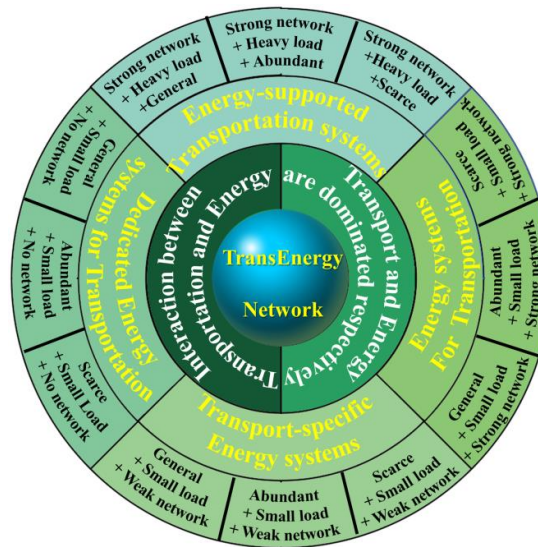 TransEnergy
Network
Interaction between
Transportation and Energy
Transport and Energy
are dominated respectively
Energy-supported
Transportation systems
Energy systems
For Transportation
Transport-specific
Energy systems
Dedicated Energy
systems for Transportation
Strong network
+ Heavy load
+General
Strong network
+ Heavy load
+ Abundant
Strong network
+Heavy load
+Scarce
Scarce
+ Small load
+ Strong network
Abundant
+ Small load
+ Strong network
General
+ Small load
+ Strong network
Scarce
+ Small load
+ Weak network
Abundant
+ Small load
+ Weak network
General
+ Small load
+ Weak network
Scarce
+ Small Load
+ No network
Abundant
+ Small load
+ No network
General
+ Small load
+ No network